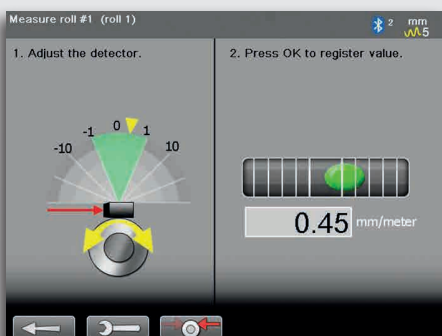 Measure roll #1 (roll 1)
2
mm
5
1. Adjust the detector.
2. Press OK to register value.
-10 -1 0 1 10
0.45 mm/meter